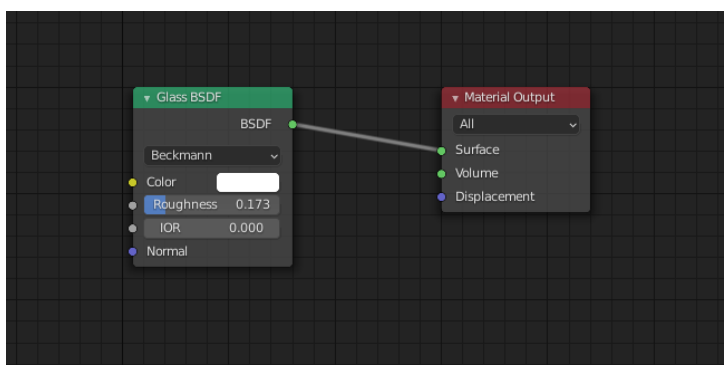 Glass BSDF
BSDF
Beckmann
Color
Roughness 0.173
IOR 0.000
Normal
Material Output
All
Surface
Volume
Displacement